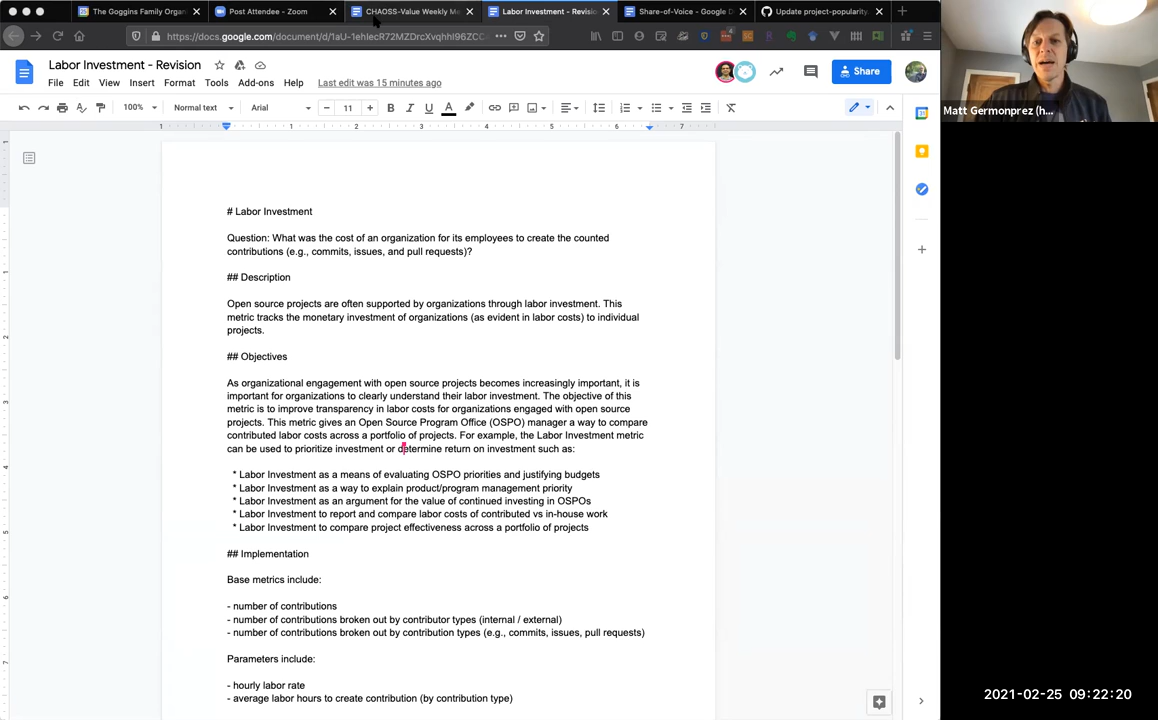 The Goggins Family Organ
Post Attendee - Zoom
CHAOSS-Value Weekly Me
Labor Investment - Revisio
Share-of-Voice - Google D
Update project-popularity.
Labor Investment - Revision
File Edit View Insert Format Tools Add-ons Help Last edit was 15 minutes ago
Share
100% Normal text Arial 11
# Labor Investment
Question: What was the cost of an organization for its employees to create the counted
contributions (e.g., commits, issues, and pull requests)?
## Description
Open source projects are often supported by organizations through labor investment. This
metric tracks the monetary investment of organizations (as evident in labor costs) to individual
projects.
## Objectives
As organizational engagement with open source projects becomes increasingly important, it is
important for organizations to clearly understand their labor investment. The objective of this
metric is to improve transparency in labor costs for organizations engaged with open source
projects. This metric gives an Open Source Program Office (OSPO) manager a way to compare
contributed labor costs across a portfolio of projects. For example, the Labor Investment metric
can be used to prioritize investment or determine return on investment such as:
* Labor Investment as a means of evaluating OSPO priorities and justifying budgets
* Labor Investment as a way to explain product/program management priority
* Labor Investment as an argument for the value of continued investing in OSPOs
* Labor Investment to report and compare labor costs of contributed vs in-house work
* Labor Investment to compare project effectiveness across a portfolio of projects
## Implementation
Base metrics include:
- number of contributions
- number of contributions broken out by contributor types (internal / external)
- number of contributions broken out by contribution types (e.g., commits, issues, pull requests)
Parameters include:
- hourly labor rate
- average labor hours to create contribution (by contribution type)
Matt Germonprez (h...
2021-02-25 09:22:20